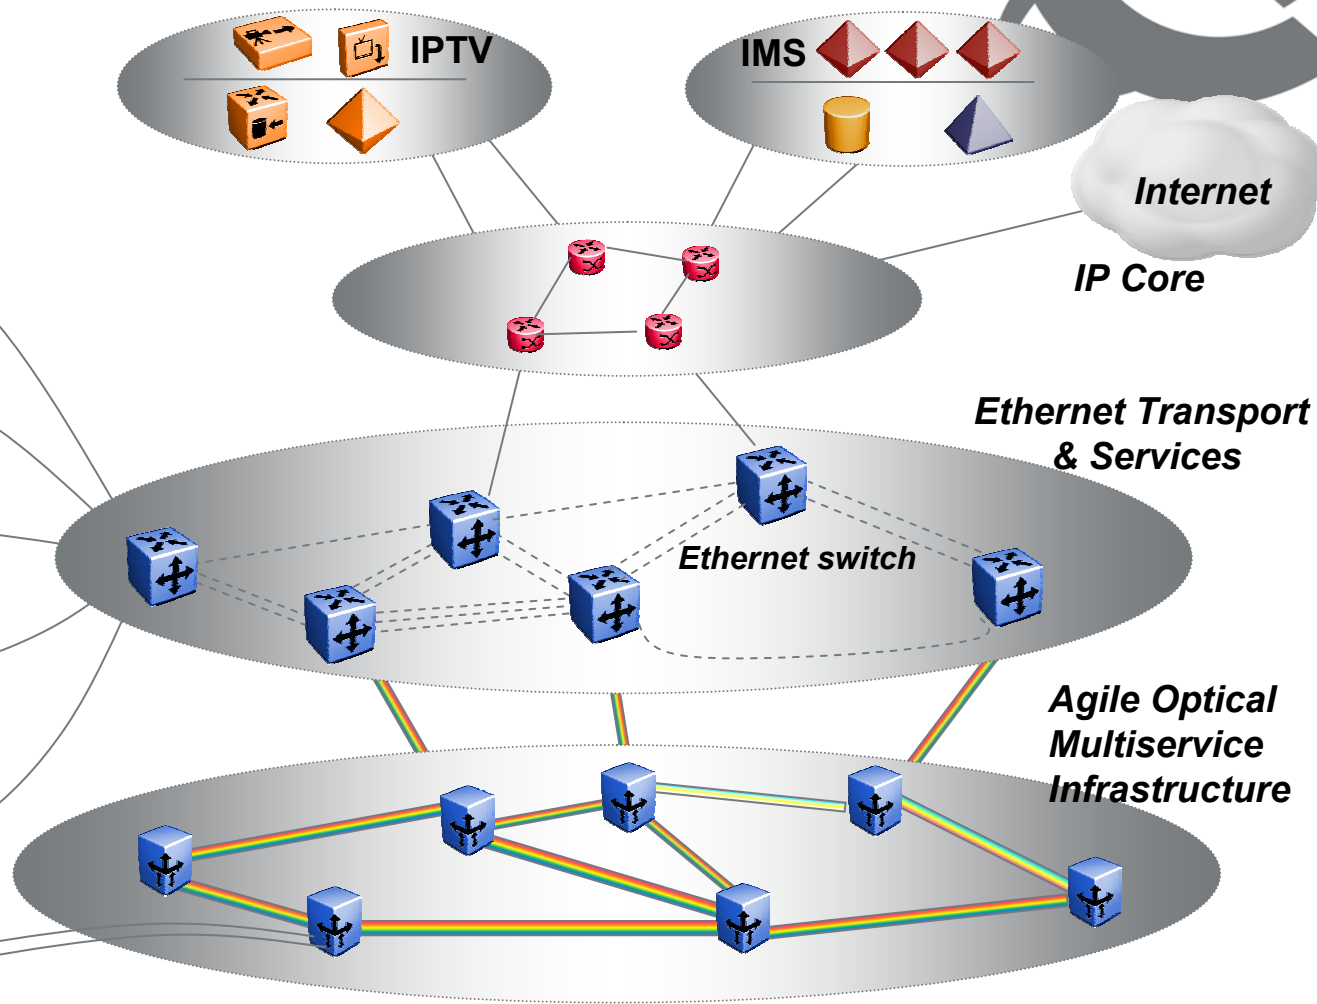 IPTV
IMS
Internet
IP Core
Ethernet Transport
& Services
Ethernet switch
Agile Optical
Multiservice
Infrastructure